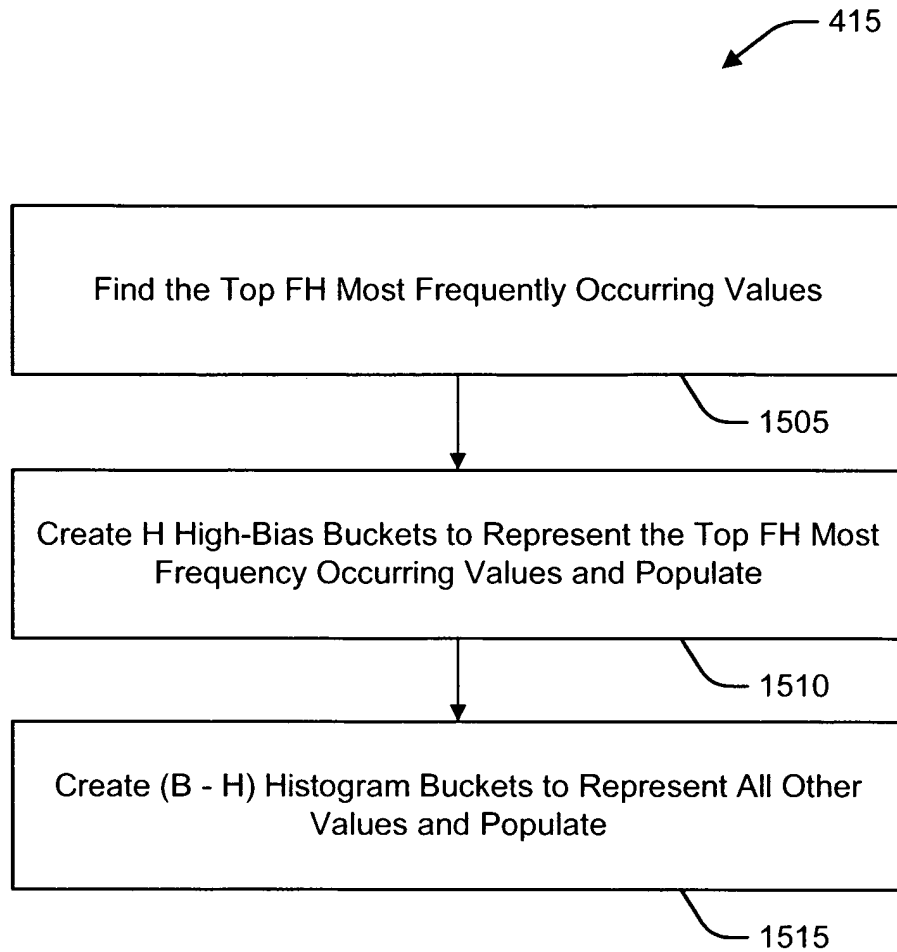 415
Find the Top FH Most Frequently Occurring Values
1505
Create H High-Bias Buckets to Represent the Top FH Most
Frequency Occurring Values and Populate
1510
Create (B - H) Histogram Buckets to Represent All Other
Values and Populate
1515